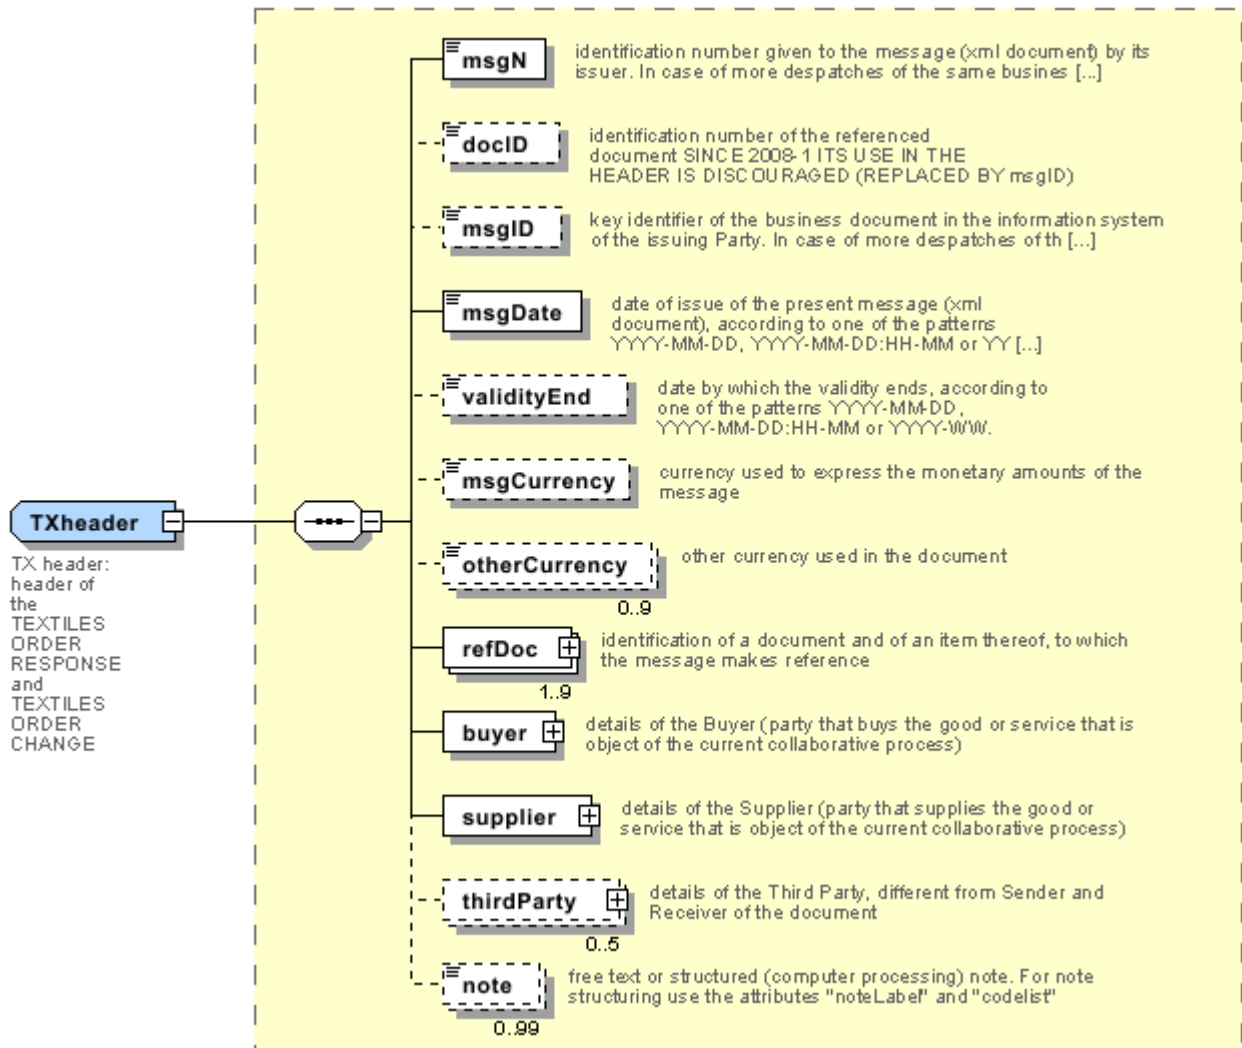 msgN
identification number given to the message (xml document) by its
issuer. In case of more despatches of the same busines [...]
docID
identification number of the referenced
document SINCE 2008-1 ITS USE IN THE
HEADER IS DISCOURAGED (REPLACED BY msgID)
msgID
key identifier of the business document in the information system
of the issuing Party. In case of more despatches of th [...]
msgDate
date of issue of the present message (xml
document), according to one of the patterns
YYYY-MM-DD, YYYY-MM-DD:HH-MM or YY [...]
validityEnd
date by which the validity ends, according to
one of the patterns YYYY-MM-DD,
YYYY-MM-DD:HH-MM or YYYY-WW.
msgCurrency
currency used to express the monetary amounts of the
message
TXheader
TX header:
header of
the
TEXTILES
ORDER
RESPONSE
and
TEXTILES
ORDER
CHANGE
otherCurrency
other currency used in the document
0..9
refDoc
identification of a document and of an item thereof, to which
the message makes reference
1..9
buyer
details of the Buyer (party that buys the good or service that is
object of the current collaborative process)
supplier
details of the Supplier (party that supplies the good or
service that is object of the current collaborative process)
thirdParty
details of the Third Party, different from Sender and
Receiver of the document
0..5
note
free text or structured (computer processing) note. For note
structuring use the attributes "noteLabel" and "codelist"
0..99